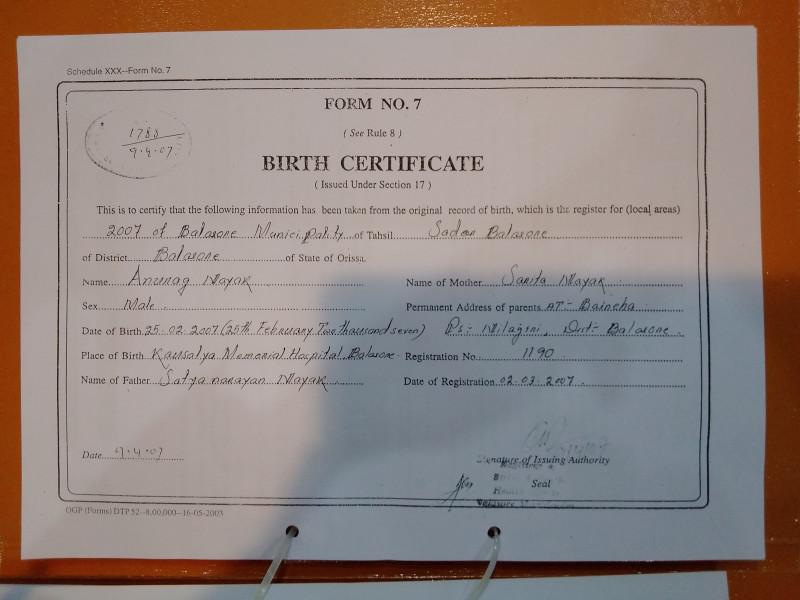 Schedule XXX--Form No. 7
FORM NO. 7
1788
9.4.07
( See Rule 8 )
BIRTH CERTIFICATE
( Issued Under Section 17 )
This is to certify that the following information has been taken from the original record of birth, which is the register for (local areas)
2007 of Balasore Munici.pality of Tahsil Sadar Balasore
of District Balasore of State of Orissa.
Name Anurag Nayak Name of Mother Sarita Nayak
Sex Male Permanent Address of parents AT:- Baincha
Date of Birth 25.02.2007 (25th February Two thousand seven) Ps:- Nilagiri, Dist:- Balasore.
Place of Birth Kausalya Memorial Hospital, Balasore Registration No. 1190
Name of Father Satya narayan Nayak Date of Registration 02.03.2007.
Date 9.4.07
Signature of Issuing Authority
Seal
OGP (Forms) DTP 52--8,00,000--16-05-2003